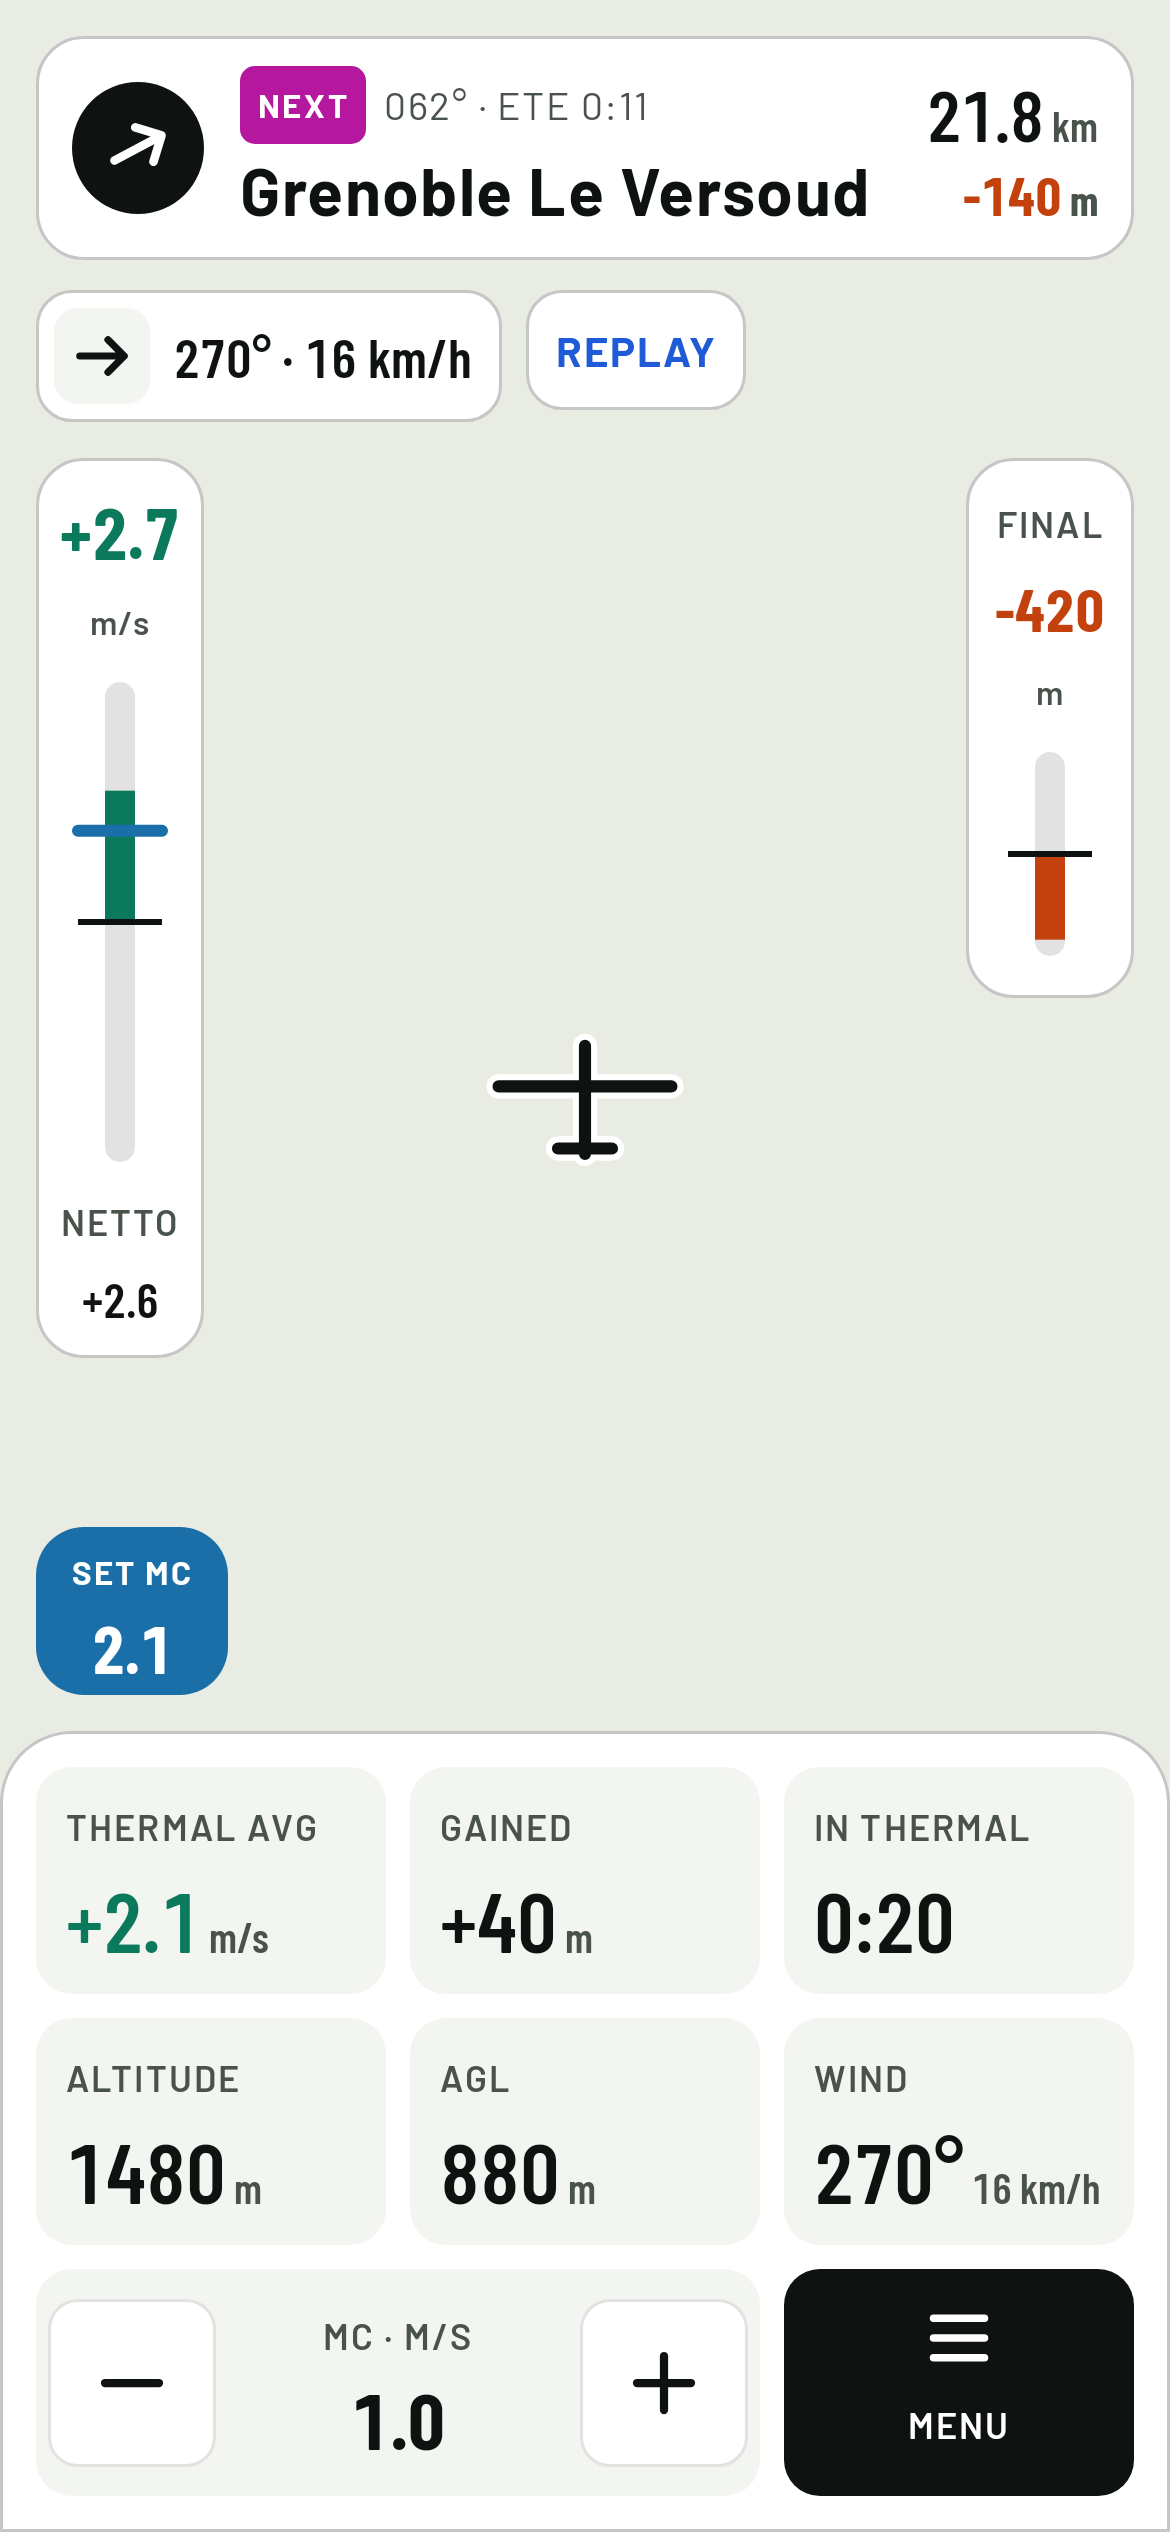 NEXT 062° · ETE 0:11
Grenoble Le Versoud
21.8 km
-140 m
270° · 16 km/h
REPLAY
+2.7
m/s
NETTO
+2.6
FINAL
-420
m
SET MC
2.1
THERMAL AVG
+2.1 m/s
GAINED
+40 m
IN THERMAL
0:20
ALTITUDE
1480 m
AGL
880 m
WIND
270° 16 km/h
MC · M/S
1.0
MENU